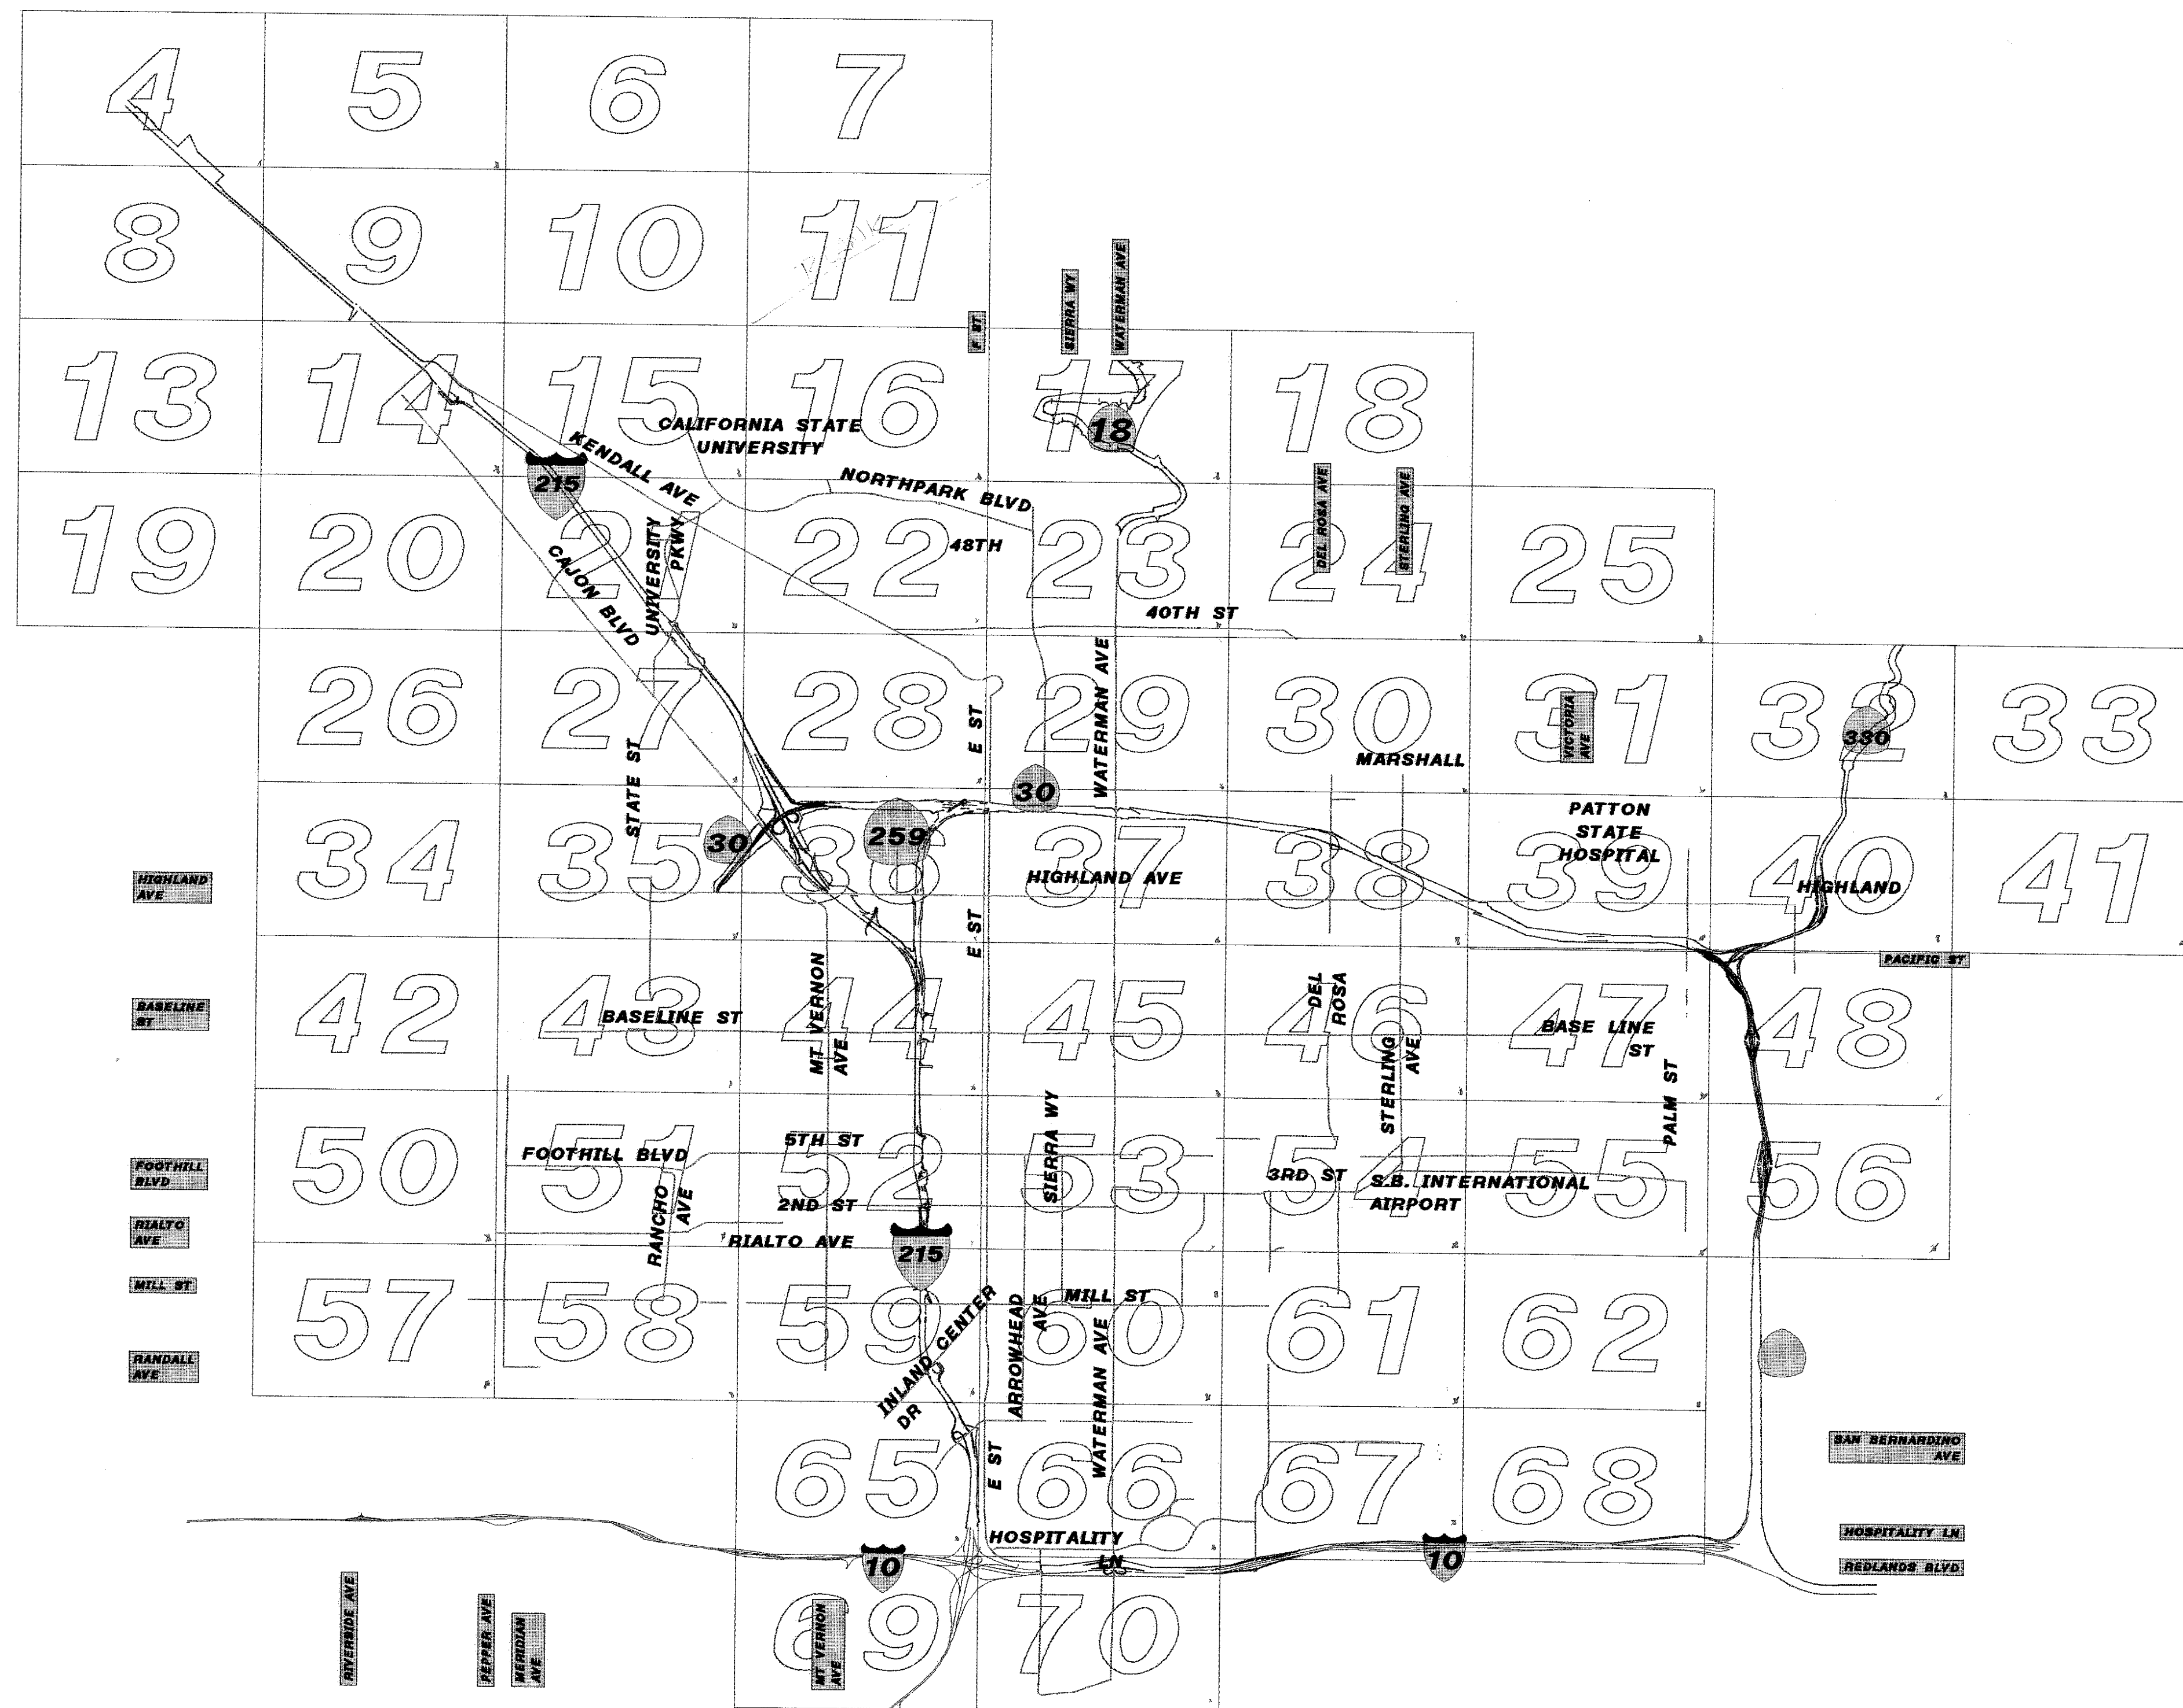 4 5 6 7
8 9 10 11
BLANK
F ST
SIERRA WY
WATERMAN AVE
13 14 15 16 17 18
18
CALIFORNIA STATE
UNIVERSITY
KENDALL AVE
215
NORTHPARK BLVD
DEL ROSA AVE
STERLING AVE
19 20 21 22 23 24 25
UNIVERSITY
PKWY
48TH
CAJON BLVD
40TH ST
26 27 28 29 30 31 32 33
STATE ST
E ST
WATERMAN AVE
MARSHALL
VICTORIA
AVE
330
30
PATTON
STATE
HOSPITAL
30
259
34 35 36 37 38 39 40 41
HIGHLAND
AVE
HIGHLAND AVE
HIGHLAND
E ST
PACIFIC ST
42 43 44 45 46 47 48
BASELINE
ST
BASELINE ST
MT VERNON
AVE
DEL
ROSA
STERLING
AVE
BASE LINE
ST
PALM ST
50 51 52 53 54 55 56
FOOTHILL
BLVD
FOOTHILL BLVD
5TH ST
SIERRA WY
3RD ST
S.B. INTERNATIONAL
AIRPORT
RANCHO
AVE
2ND ST
RIALTO
AVE
RIALTO AVE
215
MILL ST
57 58 59 60 61 62
INLAND CENTER
DR
ARROWHEAD
AVE
MILL ST
WATERMAN AVE
RANDALL
AVE
65 66 67 68
E ST
SAN BERNARDINO
AVE
HOSPITALITY
LN
10
10
HOSPITALITY LN
REDLANDS BLVD
69 70
RIVERSIDE AVE
PEPPER AVE
MERIDIAN
AVE
MT VERNON
AVE